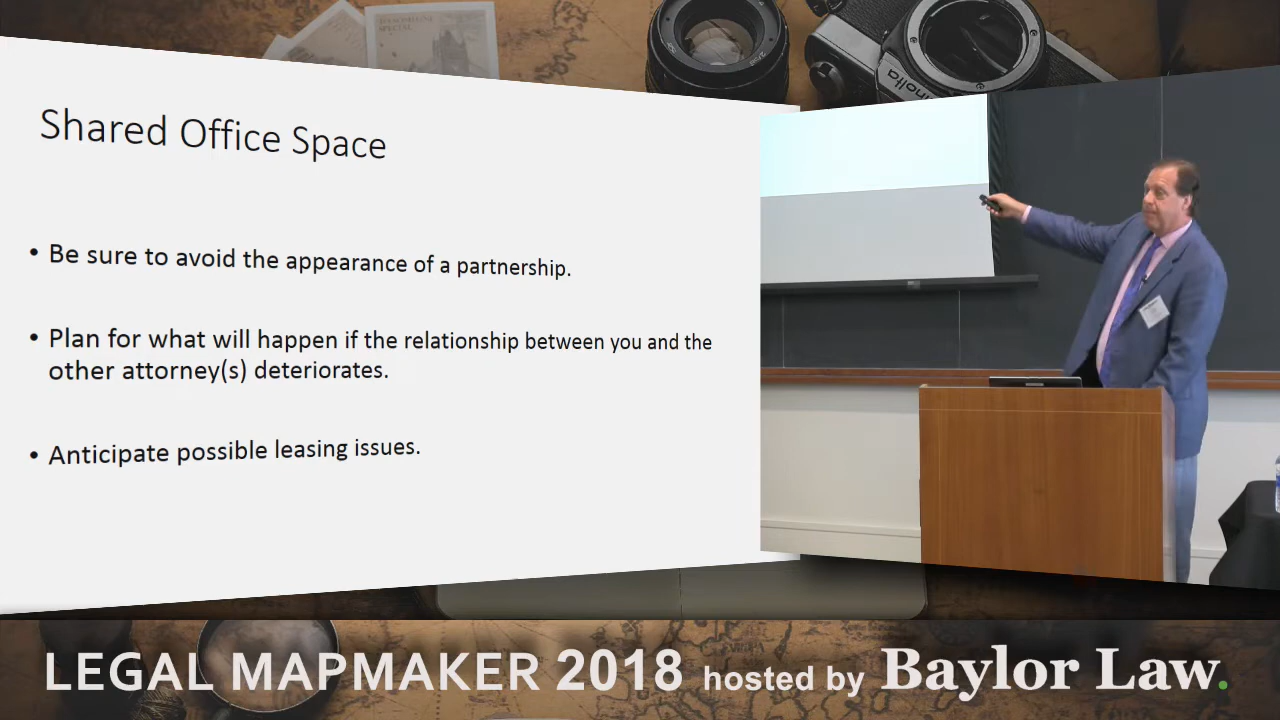 Shared Office Space
• Be sure to avoid the appearance of a partnership.
• Plan for what will happen if the relationship between you and the
other attorney(s) deteriorates.
• Anticipate possible leasing issues.
minolta
LEGAL MAPMAKER 2018 hosted by Baylor Law.